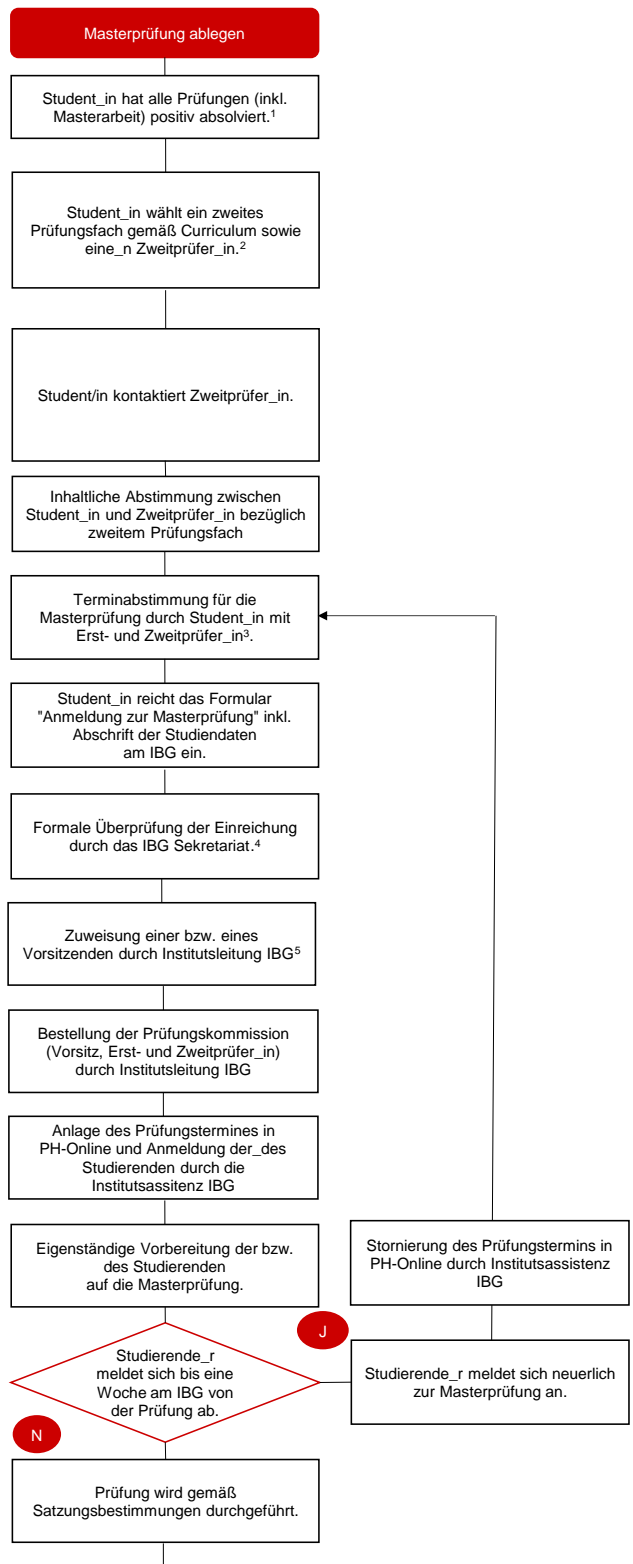 Masterprüfung ablegen
Student_in hat alle Prüfungen (inkl.
Masterarbeit) positiv absolviert.¹
Student_in wählt ein zweites
Prüfungsfach gemäß Curriculum sowie
eine_n Zweitprüfer_in.²
Student/in kontaktiert Zweitprüfer_in.
Inhaltliche Abstimmung zwischen
Student_in und Zweitprüfer_in bezüglich
zweitem Prüfungsfach
Terminabstimmung für die
Masterprüfung durch Student_in mit
Erst- und Zweitprüfer_in³.
Student_in reicht das Formular
"Anmeldung zur Masterprüfung" inkl.
Abschrift der Studiendaten
am IBG ein.
Formale Überprüfung der Einreichung
durch das IBG Sekretariat.⁴
Zuweisung einer bzw. eines
Vorsitzenden durch Institutsleitung IBG⁵
Bestellung der Prüfungskommission
(Vorsitz, Erst- und Zweitprüfer_in)
durch Institutsleitung IBG
Anlage des Prüfungstermines in
PH-Online und Anmeldung der_des
Studierenden durch die
Institutsassitenz IBG
Eigenständige Vorbereitung der bzw.
des Studierenden
auf die Masterprüfung.
Stornierung des Prüfungstermins in
PH-Online durch Institutsassistenz
IBG
J
Studierende_r
meldet sich bis eine
Woche am IBG von
der Prüfung ab.
Studierende_r meldet sich neuerlich
zur Masterprüfung an.
N
Prüfung wird gemäß
Satzungsbestimmungen durchgeführt.